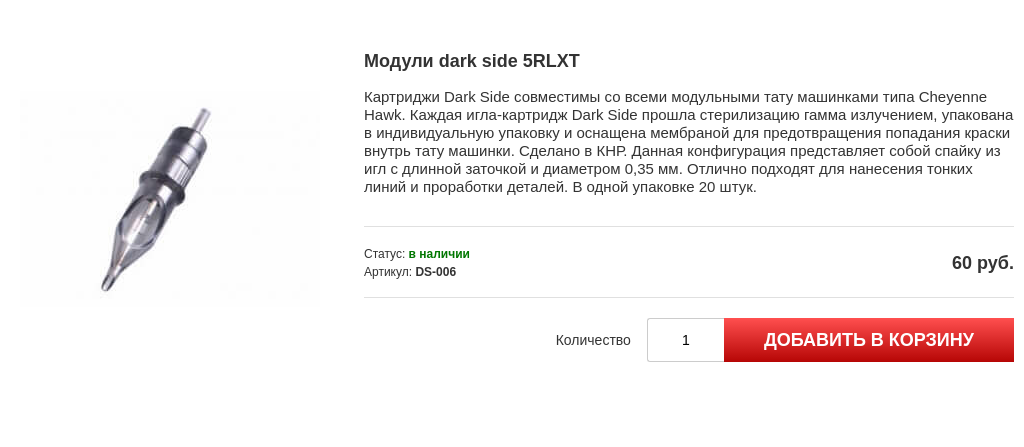 Модули dark side 5RLXT
Картриджи Dark Side совместимы со всеми модульными тату машинками типа Cheyenne
Hawk. Каждая игла-картридж Dark Side прошла стерилизацию гамма излучением, упакована
в индивидуальную упаковку и оснащена мембраной для предотвращения попадания краски
внутрь тату машинки. Сделано в КНР. Данная конфигурация представляет собой спайку из
игл с длинной заточкой и диаметром 0,35 мм. Отлично подходят для нанесения тонких
линий и проработки деталей. В одной упаковке 20 штук.
Статус: в наличии
Артикул: DS-006
60 руб.
Количество
1
ДОБАВИТЬ В КОРЗИНУ